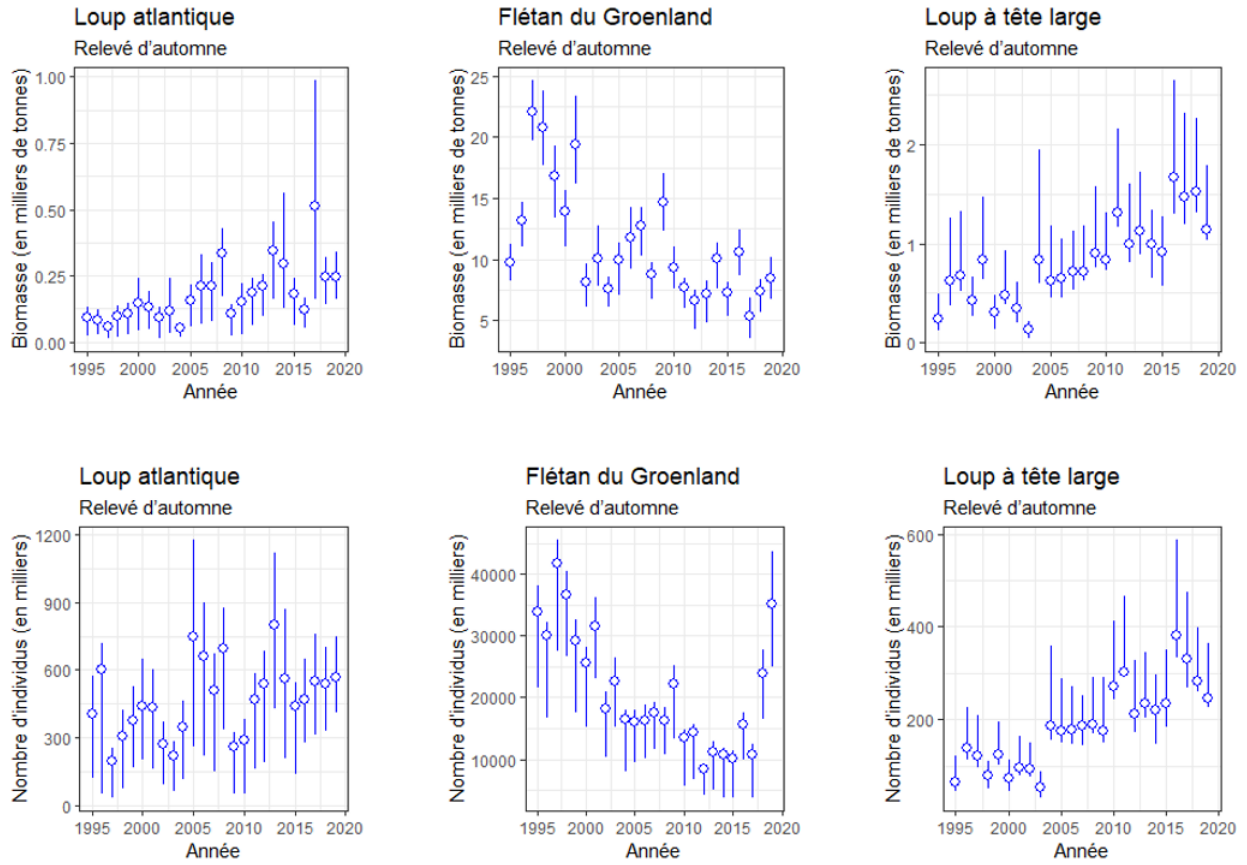 Loup atlantique
Relevé d'automne
Biomasse (en milliers de tonnes)
1.00
0.75
0.50
0.25
0.00
1995 2000 2005 2010 2015 2020
Année
Flétan du Groenland
Relevé d'automne
Biomasse (en milliers de tonnes)
25
20
15
10
5
1995 2000 2005 2010 2015 2020
Année
Loup à tête large
Relevé d'automne
Biomasse (en milliers de tonnes)
2
1
0
1995 2000 2005 2010 2015 2020
Année
Loup atlantique
Relevé d'automne
Nombre d'individus (en milliers)
1200
900
600
300
0
1995 2000 2005 2010 2015 2020
Année
Flétan du Groenland
Relevé d'automne
Nombre d'individus (en milliers)
40000
30000
20000
10000
1995 2000 2005 2010 2015 2020
Année
Loup à tête large
Relevé d'automne
Nombre d'individus (en milliers)
600
400
200
1995 2000 2005 2010 2015 2020
Année